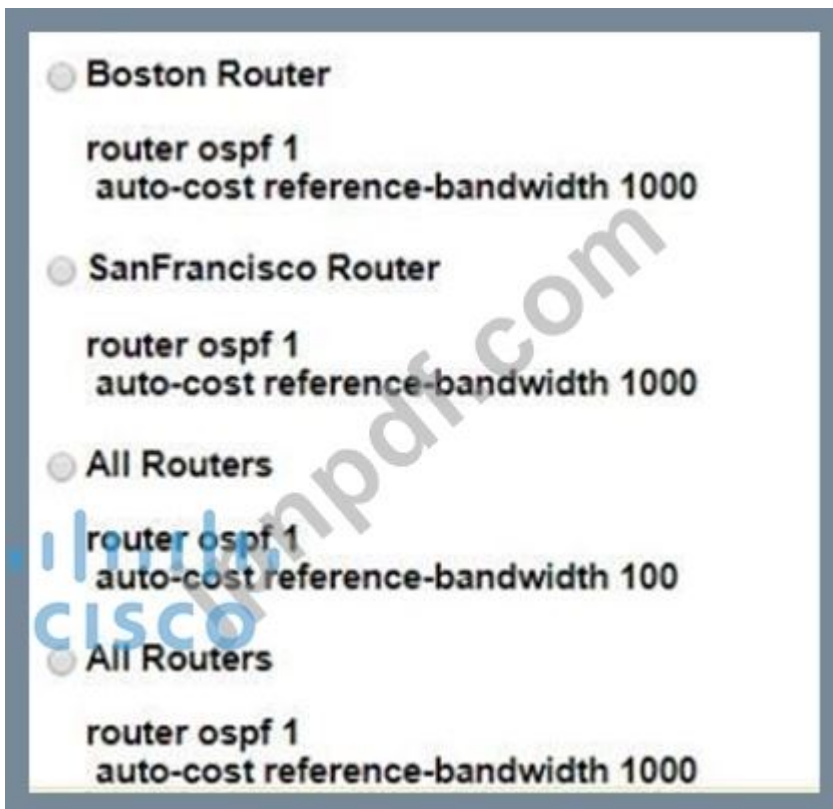 Boston Router
router ospf 1
auto-cost reference-bandwidth 1000
SanFrancisco Router
router ospf 1
auto-cost reference-bandwidth 1000
All Routers
router ospf 1
auto-cost reference-bandwidth 100
CISCO
All Routers
router ospf 1
auto-cost reference-bandwidth 1000